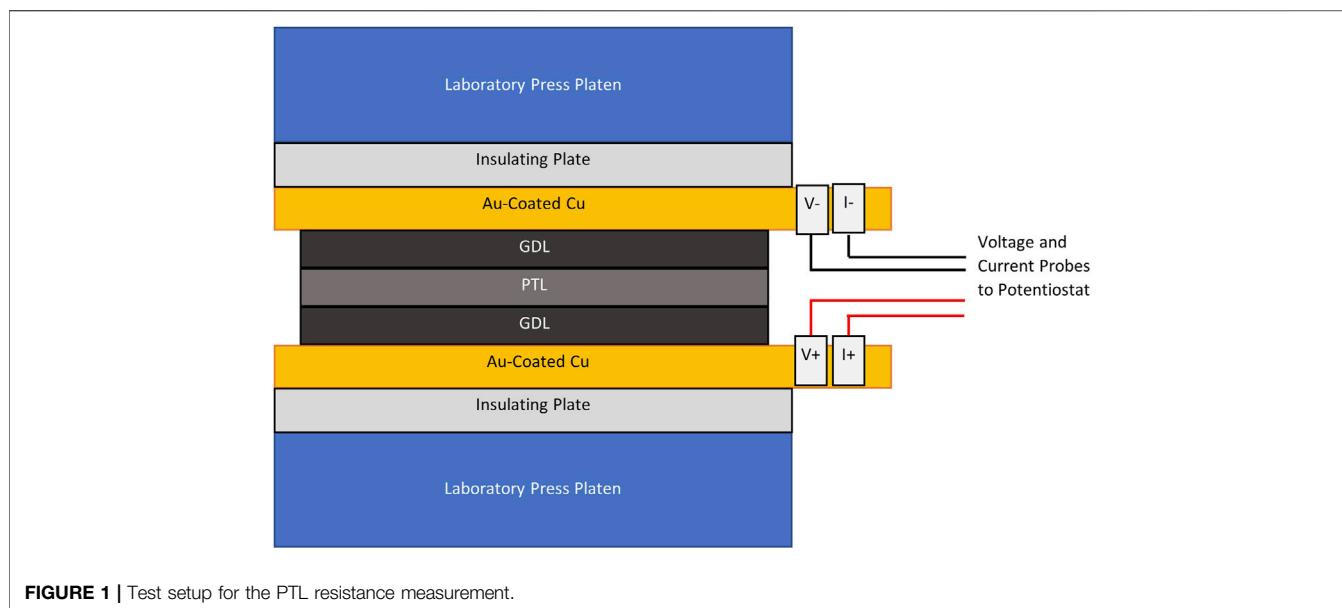 Laboratory Press Platen
Insulating Plate
Au-Coated Cu
V-
I-
GDL
Voltage and
Current Probes
to Potentiostat
PTL
GDL
V+
I+
Au-Coated Cu
Insulating Plate
Laboratory Press Platen
FIGURE 1 | Test setup for the PTL resistance measurement.